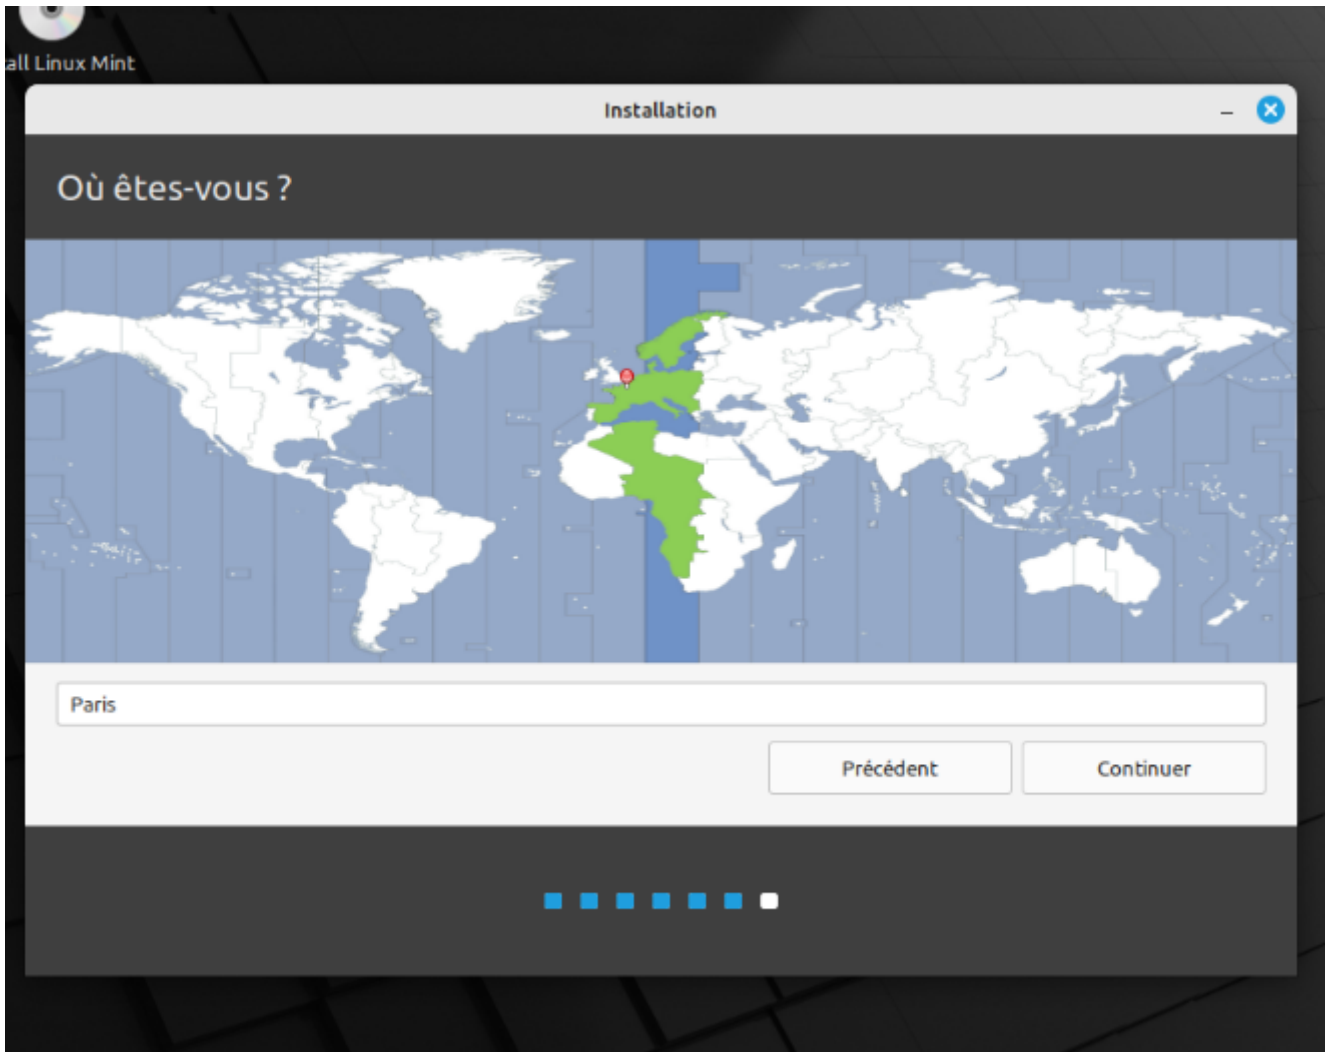 all Linux Mint
Installation
Où êtes-vous ?
Paris
Précédent
Continuer